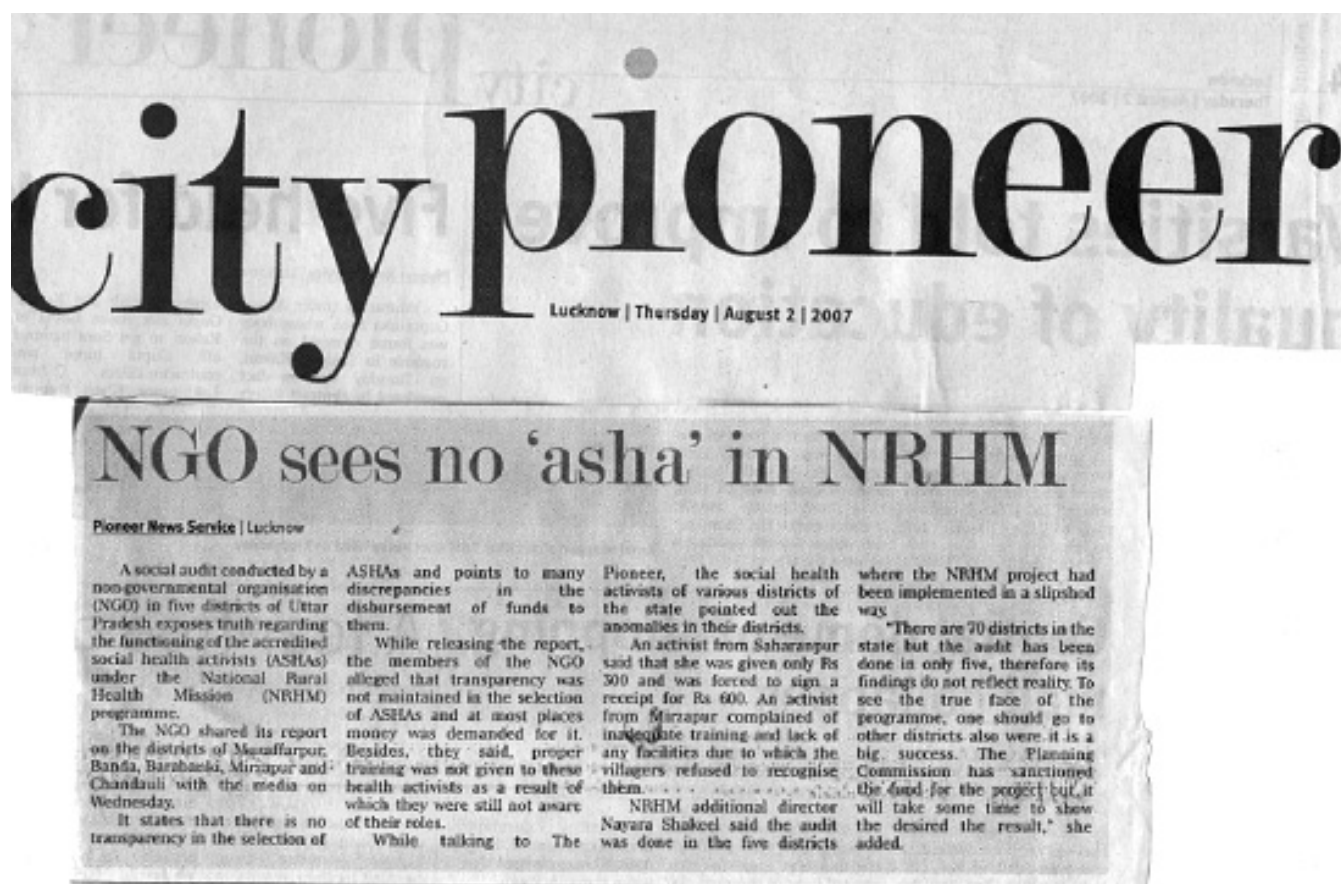 city pioneer
Lucknow | Thursday | August 2 | 2007
NGO sees no 'asha' in NRHM
Pioneer News Service | Lucknow
A social audit conducted by a
non-governmental organisation
(NGO) in five districts of Uttar
Pradesh exposes truth regarding
the functioning of the accredited
social health activists (ASHAs)
under the National Rural
Health Mission (NRHM)
programme.
The NGO shared its report
on the districts of
Banda, Barabanki, Mirzapur and
Chandauli with the media on
Wednesday.
It states that there is no
transparency in the selection of
ASHAs and points to many
discrepancies in the
disbursement of funds to
them.
While releasing the report,
the members of the NGO
alleged that transparency was
not maintained in the selection
of ASHAs and at most places
money was demanded for it.
Besides, they said, proper
training was not given to these
health activists as a result of
which they were still not aware
of their roles.
While talking to The
Pioneer, the social health
activists of various districts of
the state pointed out the
anomalies in their districts.
An activist from Saharanpur
said that she was given only Rs
300 and was forced to sign a
receipt for Rs 600. An activist
from Mirzapur complained of
inadequate training and lack of
any facilities due to which the
villagers refused to recognise
them.
NRHM additional director
Nayara Shakeel said the audit
was done in the five districts
where the NRHM project had
been implemented in a slipshod
way.
"There are 70 districts in the
state but the audit has been
done in only five, therefore its
findings do not reflect reality. To
see the true face of the
programme, one should go to
other districts also were it is a
big success. The Planning
Commission has sanctioned
the fund for the project but it
will take some time to show
the desired the result," she
added.